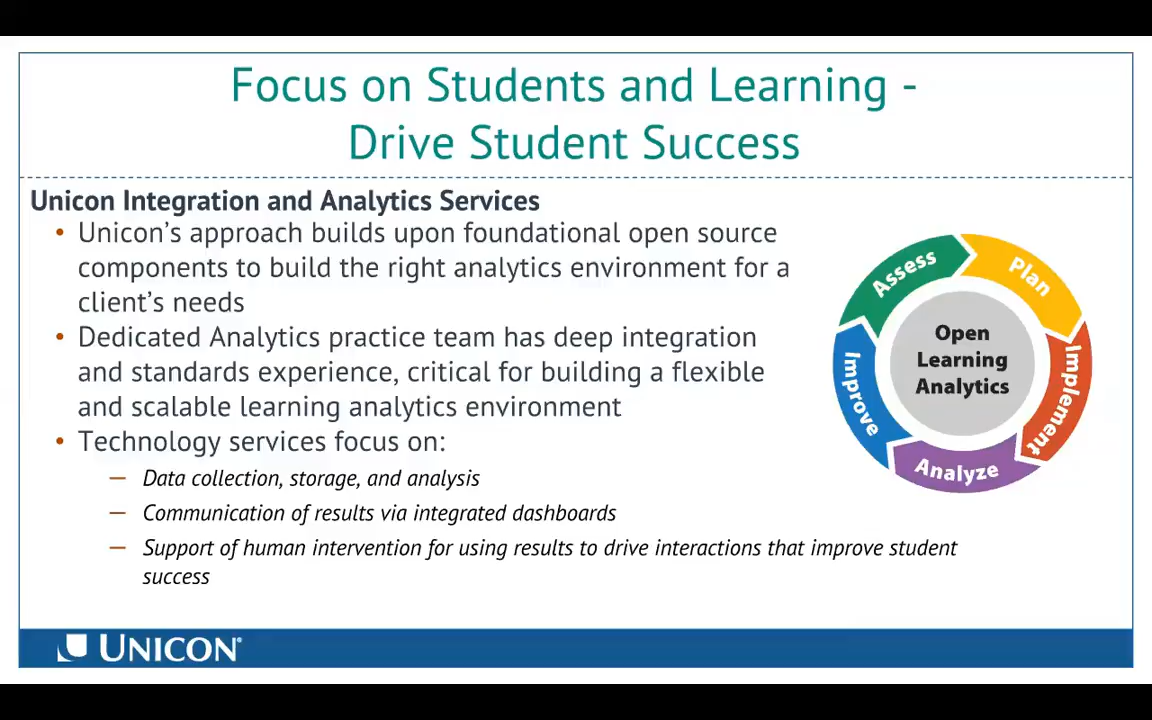 Focus on Students and Learning -
Drive Student Success
Unicon Integration and Analytics Services
• Unicon’s approach builds upon foundational open source
components to build the right analytics environment for a
client’s needs
• Dedicated Analytics practice team has deep integration
and standards experience, critical for building a flexible
and scalable learning analytics environment
• Technology services focus on:
— Data collection, storage, and analysis
— Communication of results via integrated dashboards
— Support of human intervention for using results to drive interactions that improve student
success
Assess
Plan
Implement
Analyze
Improve
Open
Learning
Analytics
UNICON®